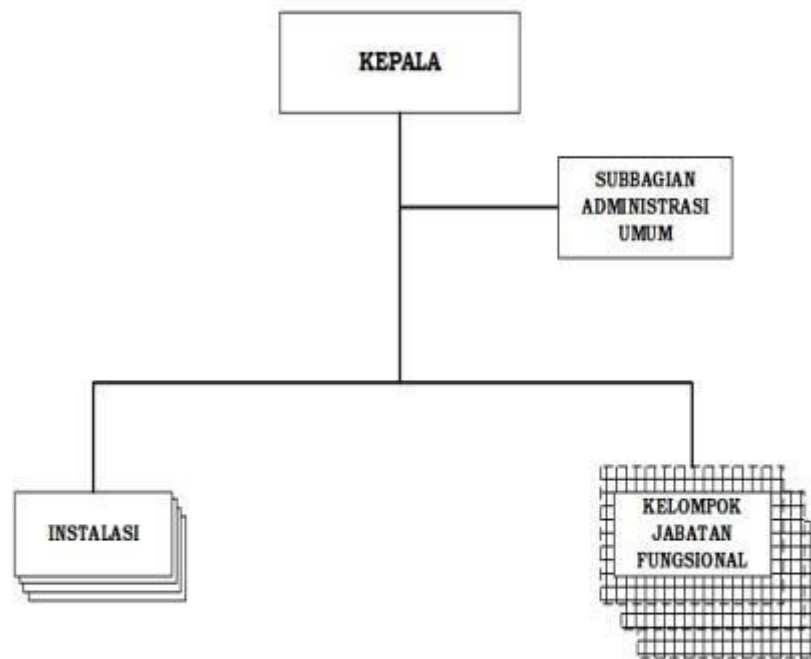 KEPALA
SUBBAGIAN
ADMINISTRASI
UMUM
INSTALASI
KELOMPOK
JABATAN
FUNGSIONAL